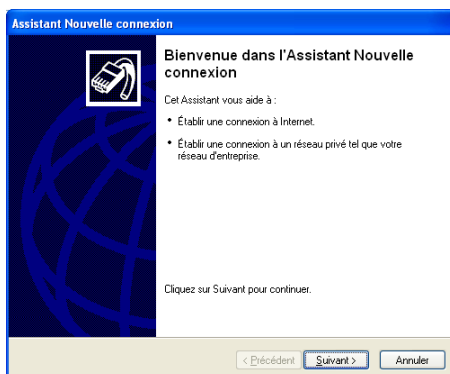 Assistant Nouvelle connexion
Bienvenue dans l'Assistant Nouvelle
connexion
Cet Assistant vous aide à :
• Établir une connexion à Internet.
• Établir une connexion à un réseau privé tel que votre
réseau d'entreprise.
Cliquez sur Suivant pour continuer.
< Précédent Suivant > Annuler